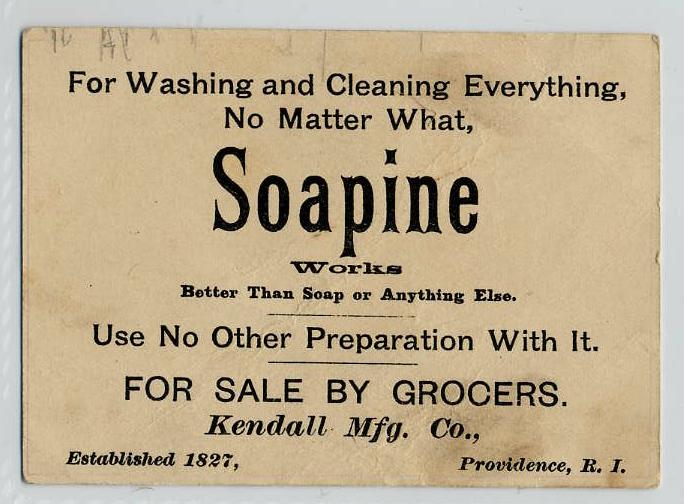 For Washing and Cleaning Everything,
No Matter What,
Soapine
Works
Better Than Soap or Anything Else.
Use No Other Preparation With It.
FOR SALE BY GROCERS.
Kendall Mfg. Co.,
Established 1827, Providence, R. I.